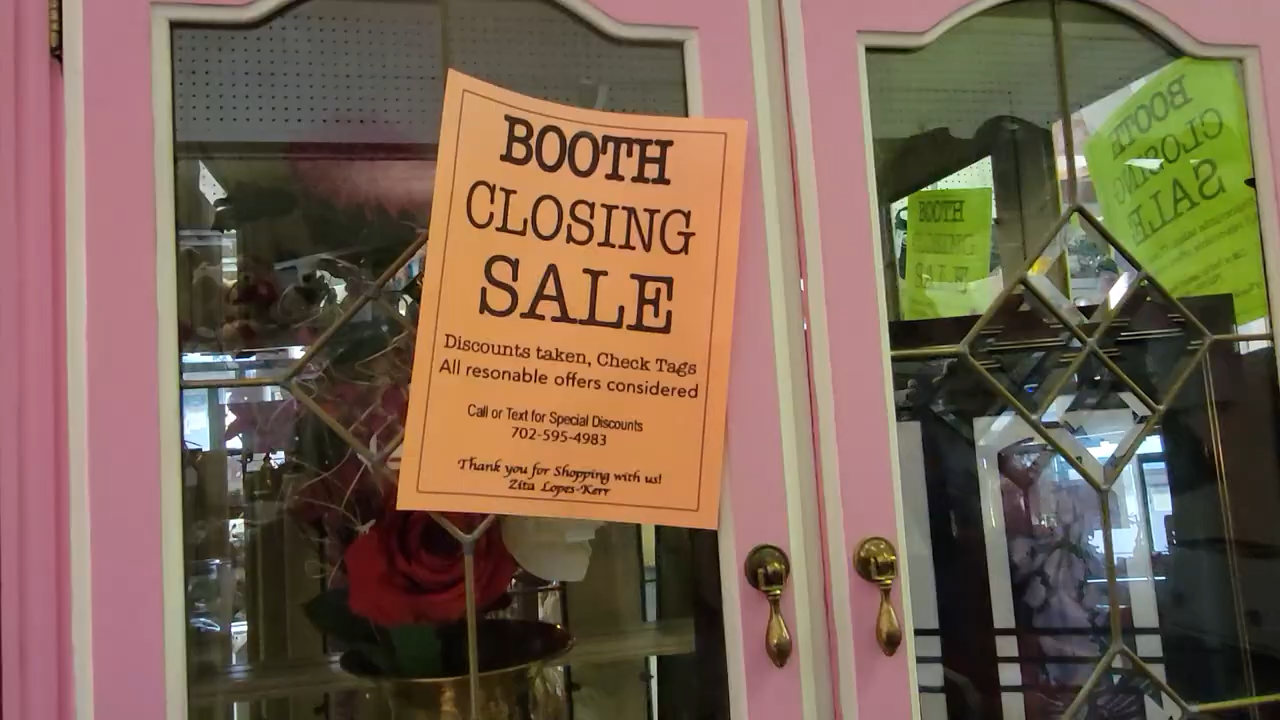 BOOTH
CLOSING
SALE
Discounts taken, Check Tags
All resonable offers considered
Call or Text for Special Discounts
702-595-4983
Thank you for Shopping with us!
Zita Lopes-Kerr
BOOTH
CLOSING
SALE
BOOTH
CLOSING
SALE